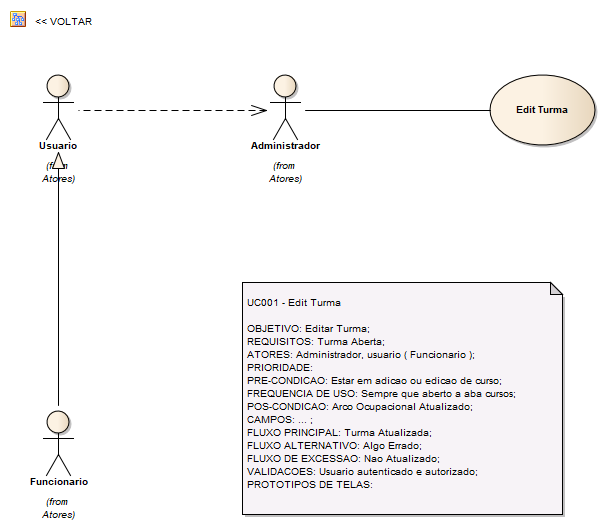 << VOLTAR
Usuario
(from
Atores)
Administrador
(from
Atores)
Edit Turma
UC001 - Edit Turma
OBJETIVO: Editar Turma;
REQUISITOS: Turma Aberta;
ATORES: Administrador, usuario ( Funcionario );
PRIORIDADE:
PRE-CONDICAO: Estar em adicao ou edicao de curso;
FREQUENCIA DE USO: Sempre que aberto a aba cursos;
POS-CONDICAO: Arco Ocupacional Atualizado;
CAMPOS: ... ;
FLUXO PRINCIPAL: Turma Atualizada;
FLUXO ALTERNATIVO: Algo Errado;
FLUXO DE EXCESSAO: Nao Atualizado;
VALIDACOES: Usuario autenticado e autorizado;
PROTOTIPOS DE TELAS:
Funcionario
(from
Atores)